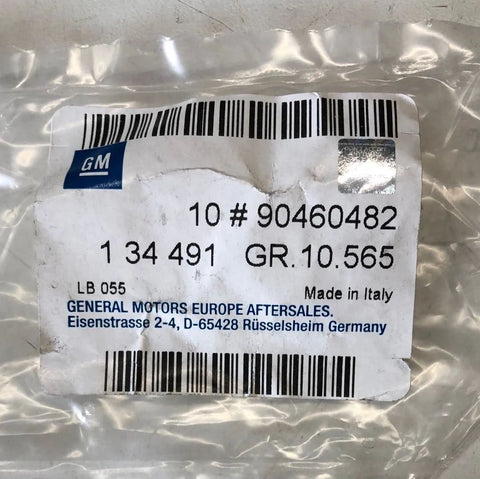 GM
10 # 90460482
1 34 491 GR.10.565
LB 055 Made in Italy
GENERAL MOTORS EUROPE AFTERSALES.
Eisenstrasse 2-4, D-65428 Rüsselsheim Germany